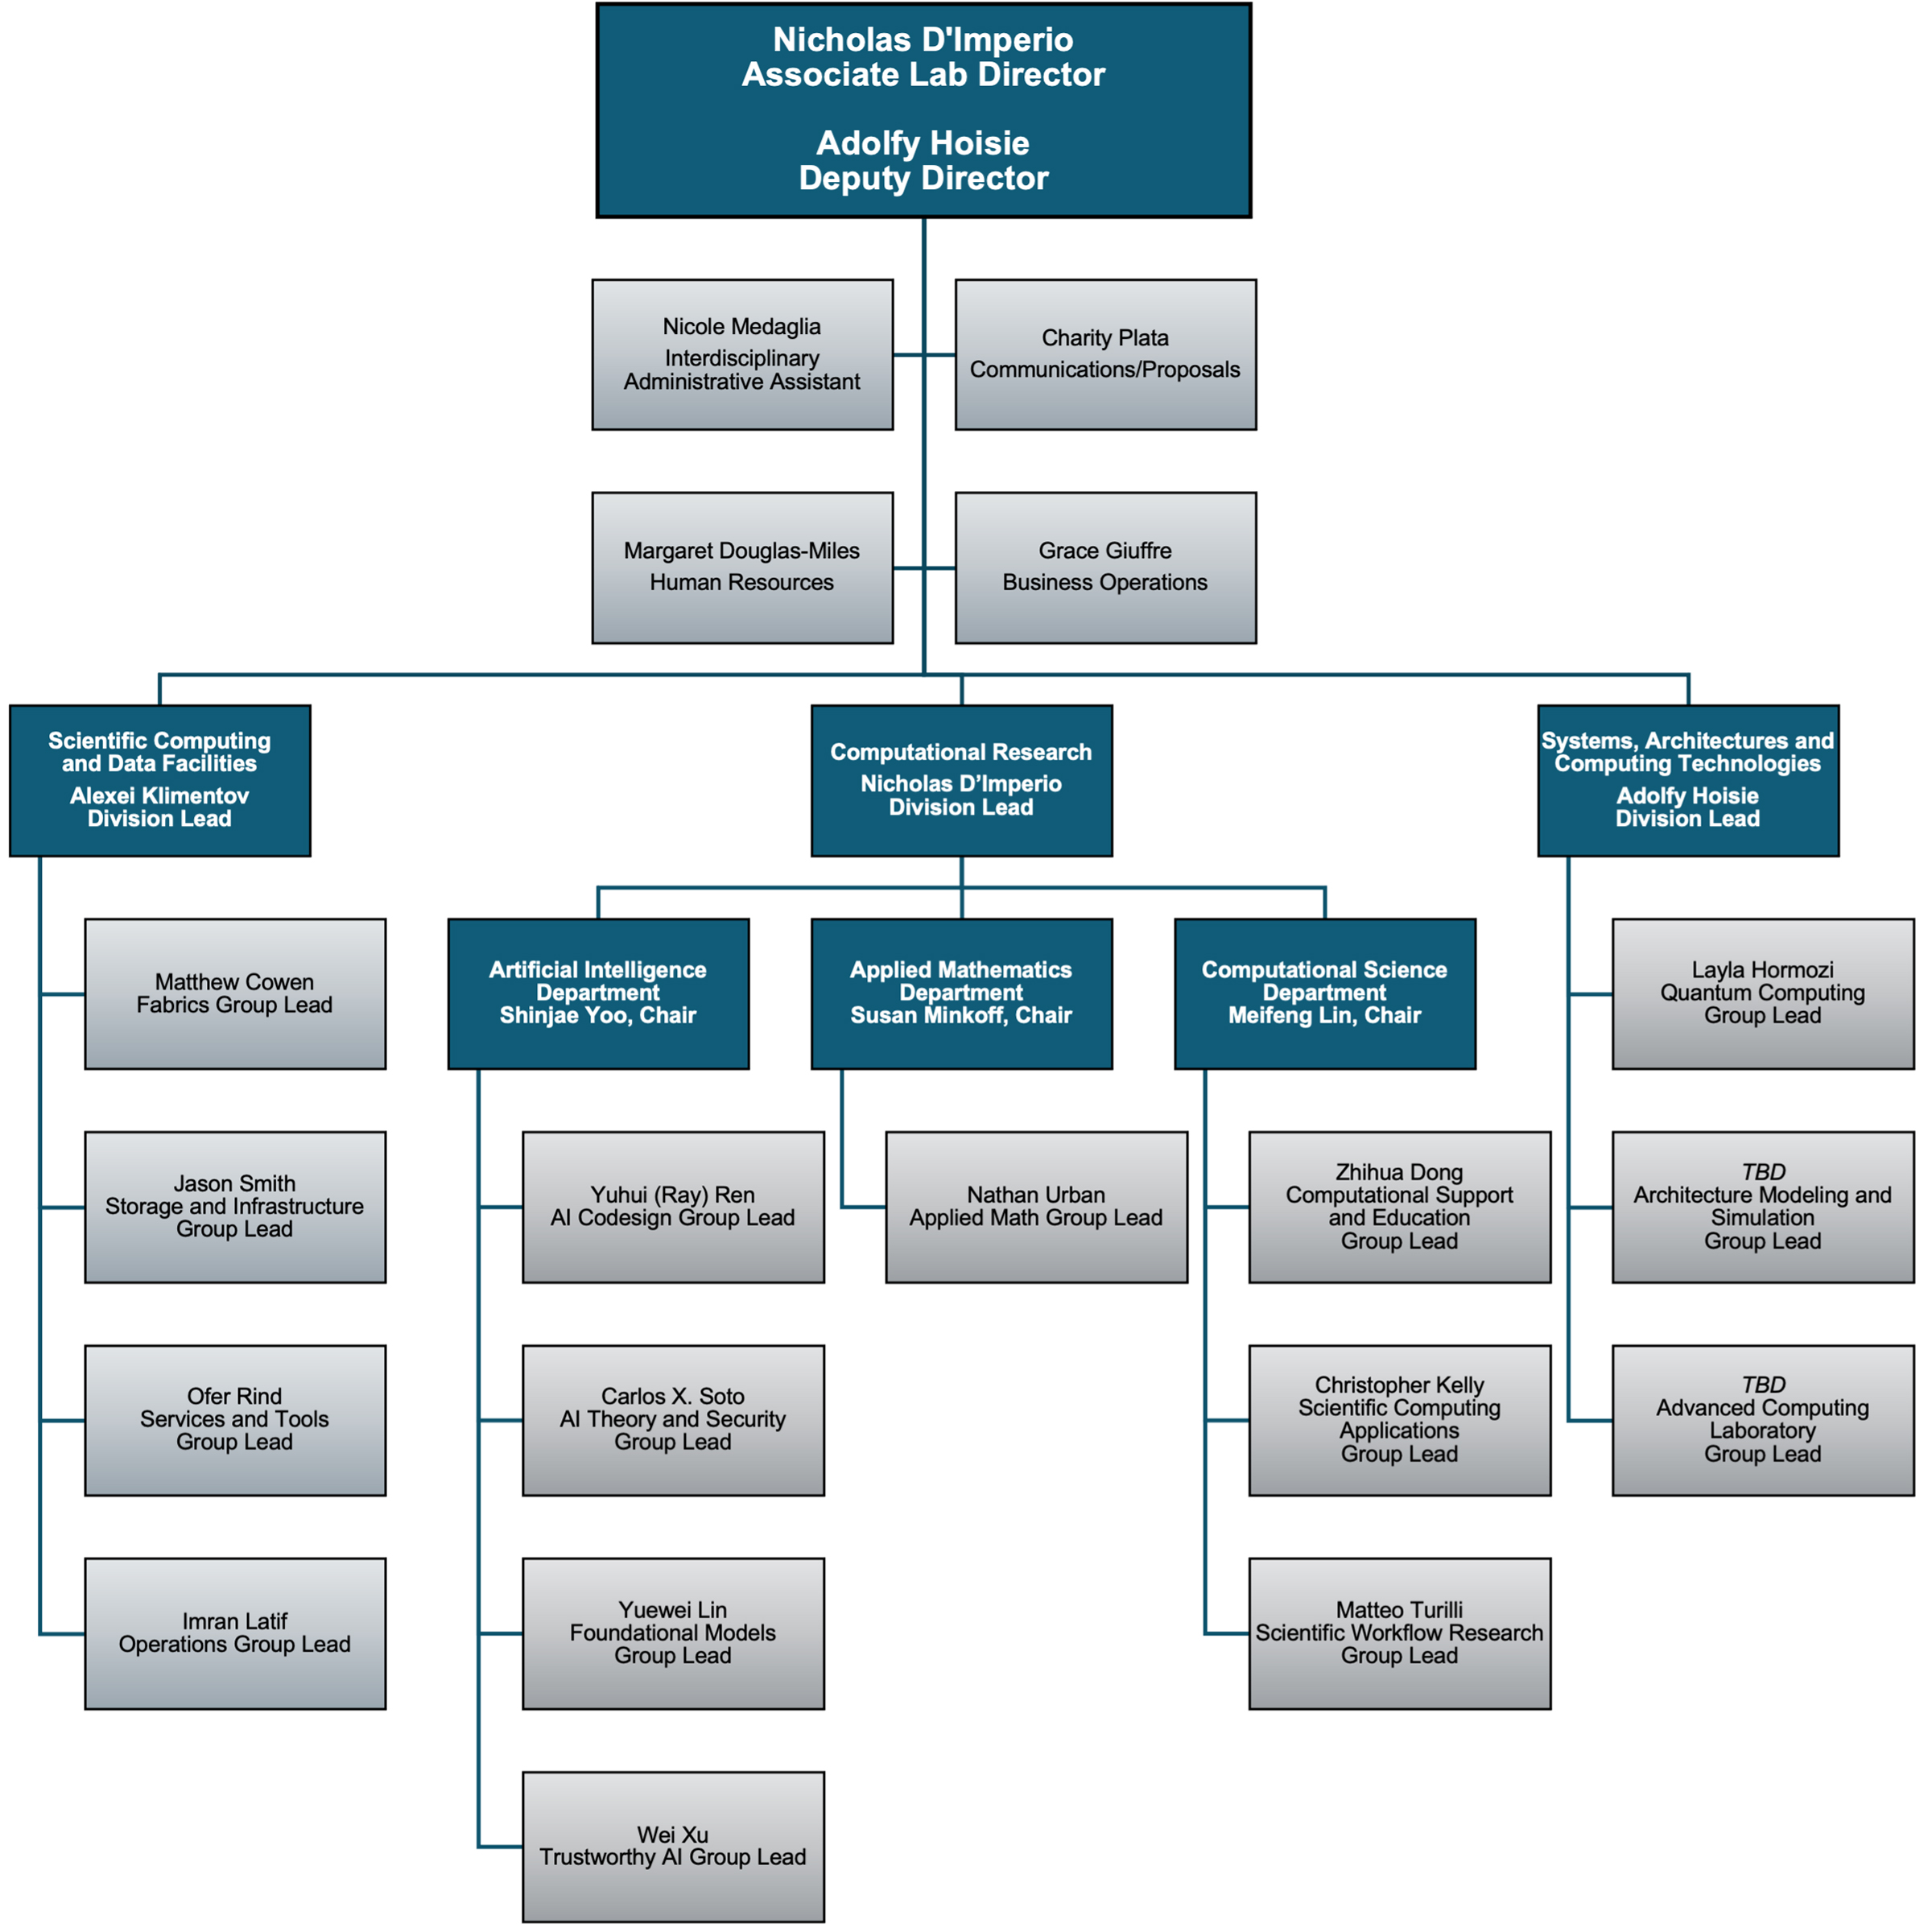 Nicholas D'Imperio
Associate Lab Director
Adolfy Hoisie
Deputy Director
Nicole Medaglia
Interdisciplinary
Administrative Assistant
Charity Plata
Communications/Proposals
Margaret Douglas-Miles
Human Resources
Grace Giuffre
Business Operations
Scientific Computing
and Data Facilities
Alexei Klimentov
Division Lead
Computational Research
Nicholas D’Imperio
Division Lead
Systems, Architectures and
Computing Technologies
Adolfy Hoisie
Division Lead
Matthew Cowen
Fabrics Group Lead
Jason Smith
Storage and Infrastructure
Group Lead
Ofer Rind
Services and Tools
Group Lead
Imran Latif
Operations Group Lead
Artificial Intelligence
Department
Shinjae Yoo, Chair
Yuhui (Ray) Ren
AI Codesign Group Lead
Carlos X. Soto
AI Theory and Security
Group Lead
Yuewei Lin
Foundational Models
Group Lead
Wei Xu
Trustworthy AI Group Lead
Applied Mathematics
Department
Susan Minkoff, Chair
Nathan Urban
Applied Math Group Lead
Computational Science
Department
Meifeng Lin, Chair
Zhihua Dong
Computational Support
and Education
Group Lead
Christopher Kelly
Scientific Computing
Applications
Group Lead
Matteo Turilli
Scientific Workflow Research
Group Lead
Layla Hormozi
Quantum Computing
Group Lead
TBD
Architecture Modeling and
Simulation
Group Lead
TBD
Advanced Computing
Laboratory
Group Lead